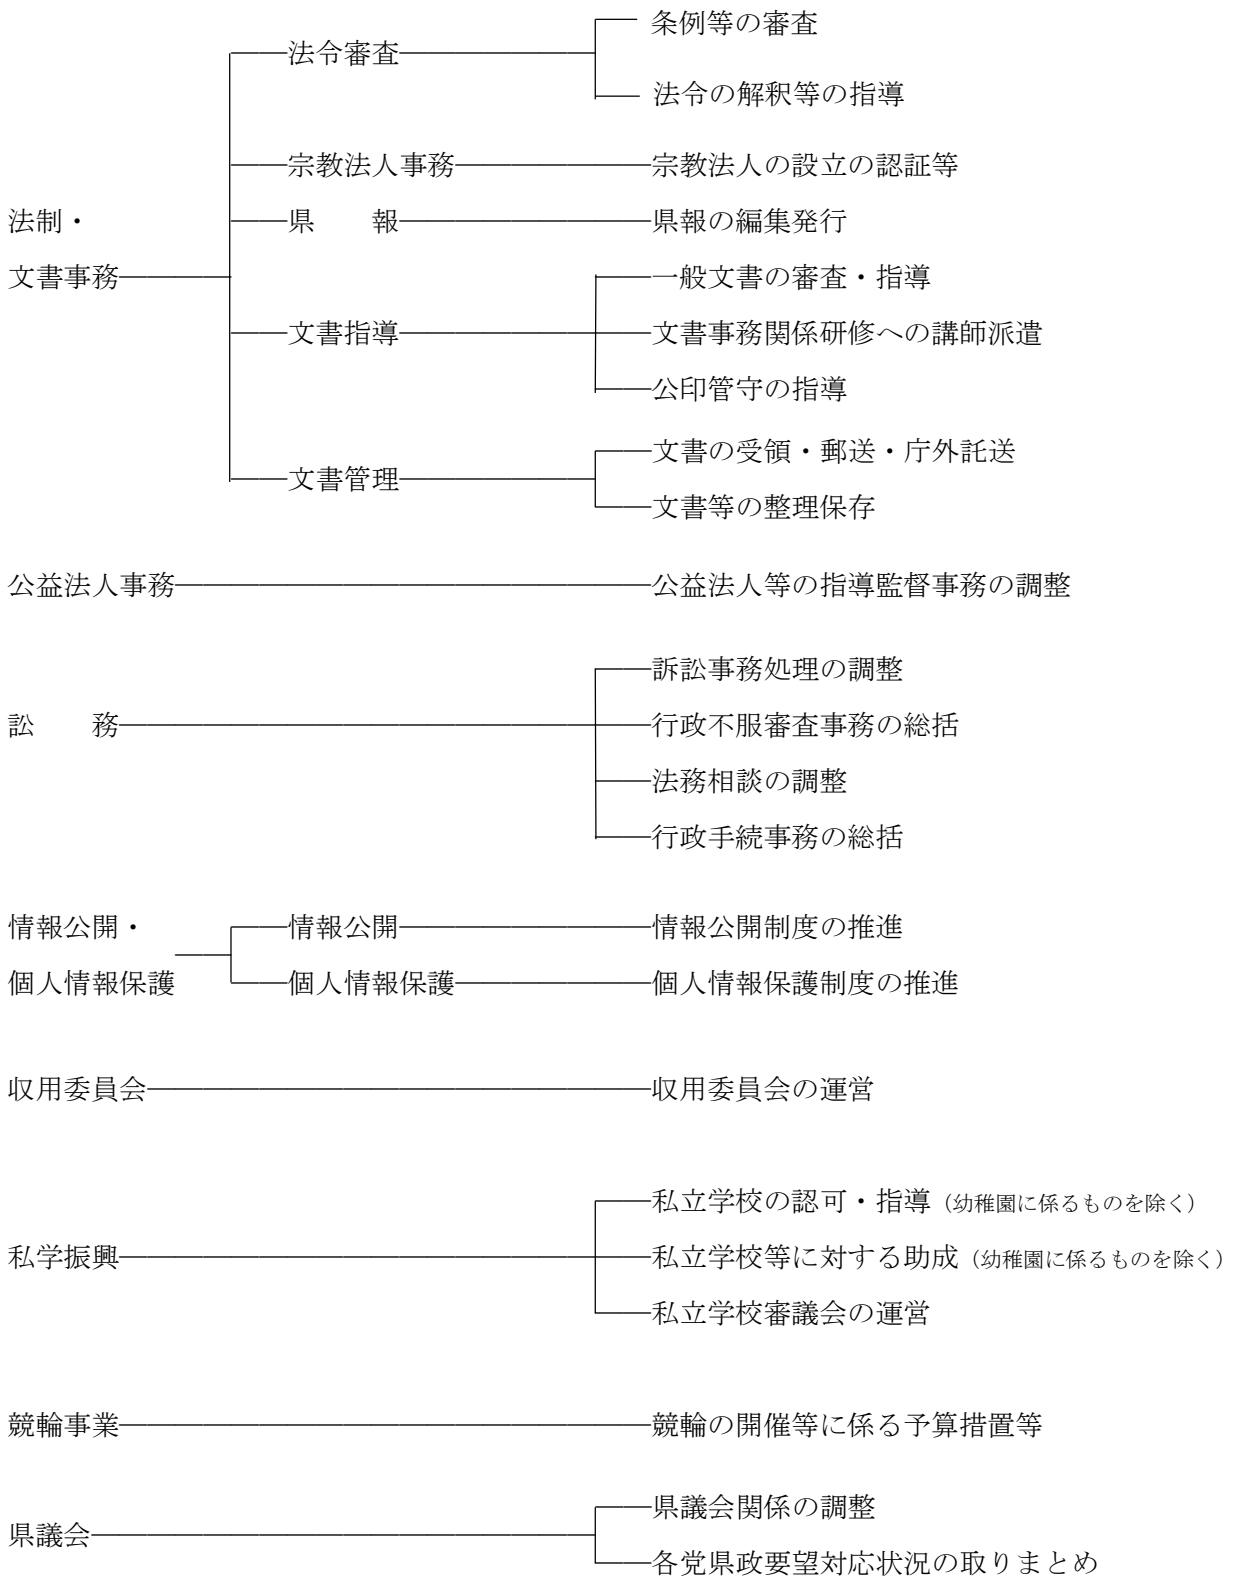 条例等の審査
法令審査
法令の解釈等の指導
宗教法人事務 宗教法人の設立の認証等
法制・ 県　　報 県報の編集発行
文書事務 一般文書の審査・指導
文書指導 文書事務関係研修への講師派遣
公印管守の指導
文書の受領・郵送・庁外託送
文書管理
文書等の整理保存
公益法人事務 公益法人等の指導監督事務の調整
訴訟事務処理の調整
訟　　務 行政不服審査事務の総括
法務相談の調整
行政手続事務の総括
情報公開・ 情報公開 情報公開制度の推進
個人情報保護 個人情報保護 個人情報保護制度の推進
収用委員会 収用委員会の運営
私立学校の認可・指導（幼稚園に係るものを除く）
私学振興 私立学校等に対する助成（幼稚園に係るものを除く）
私立学校審議会の運営
競輪事業 競輪の開催等に係る予算措置等
県議会関係の調整
県議会
各党県政要望対応状況の取りまとめ